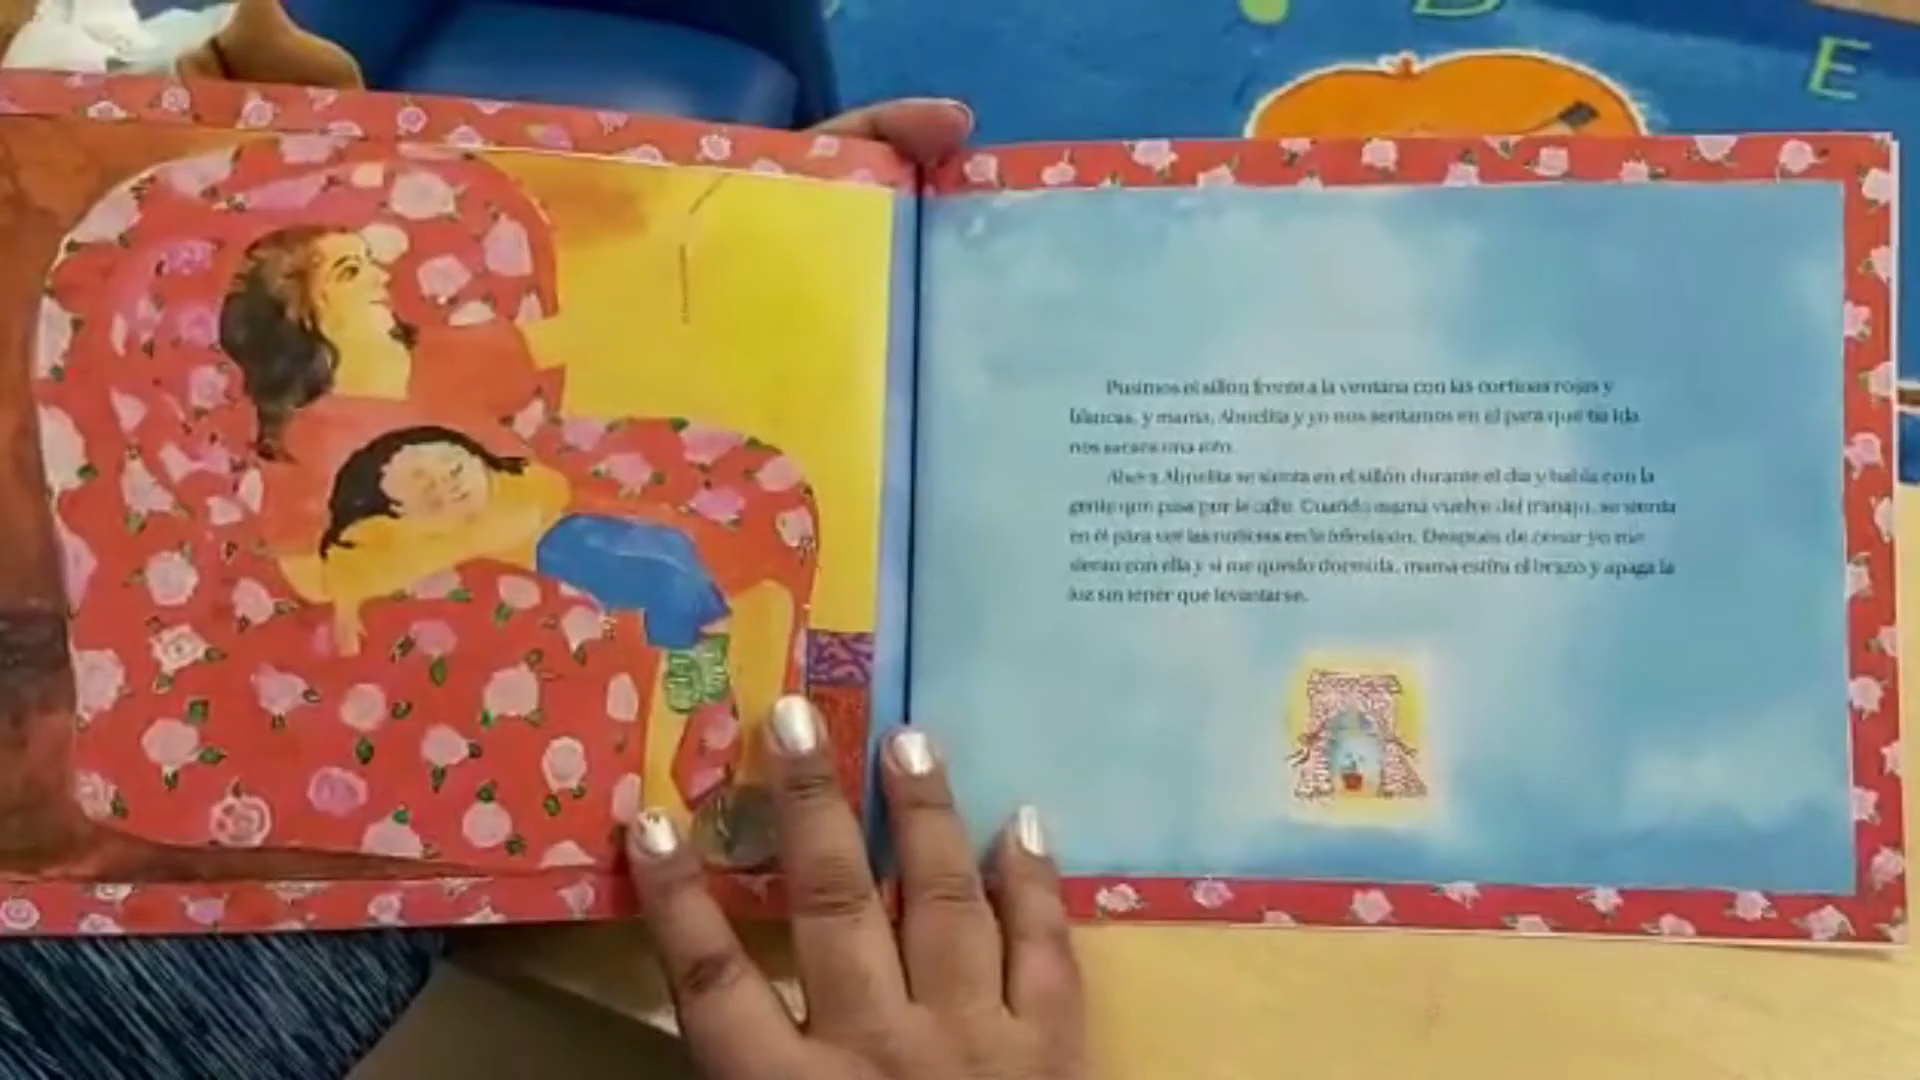 E
Pusimos el sillón frente a la ventana con las cortinas rojas y
blancas, y mamá, Abuelita y yo nos sentamos en él para que tía Ida
nos sacara una foto.
Ahora Abuelita se sienta en el sillón durante el día y habla con la
gente que pasa por la calle. Cuando mamá vuelve del trabajo, se sienta
en él para ver las noticias en la televisión. Después de cenar yo me
siento con ella y si me quedo dormida, mamá estira el brazo y apaga la
luz sin tener que levantarse.